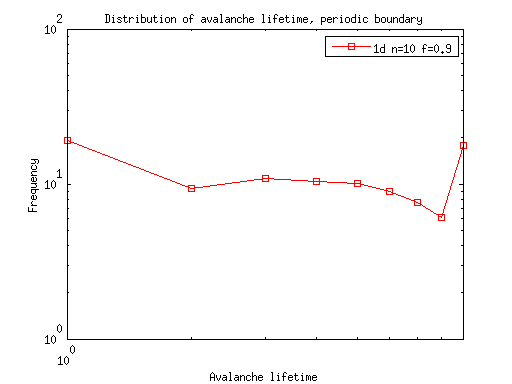 Distribution of avalanche lifetime, periodic boundary
10^2
1d n=10 f=0.9
10^1
Frequency
10^0
10^0
Avalanche lifetime